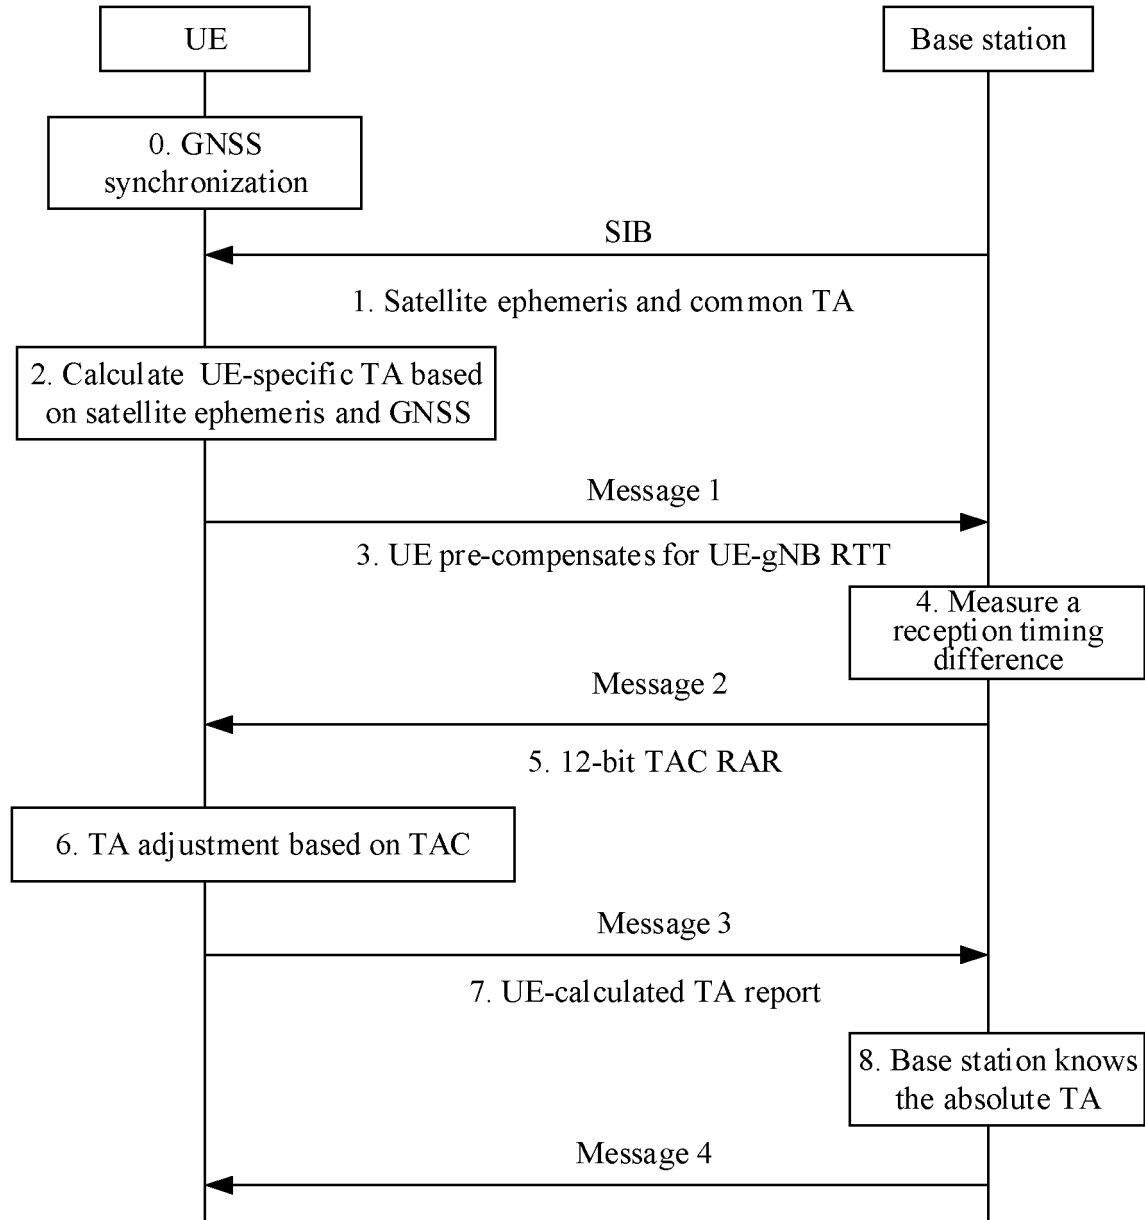 UE
Base station
0. GNSS
synchronization
SIB
1. Satellite ephemeris and common TA
2. Calculate UE-specific TA based
on satellite ephemeris and GNSS
Message 1
3. UE pre-compensates for UE-gNB RTT
4. Measure a
reception timing
difference
Message 2
5. 12-bit TAC RAR
6. TA adjustment based on TAC
Message 3
7. UE-calculated TA report
8. Base station knows
the absolute TA
Message 4